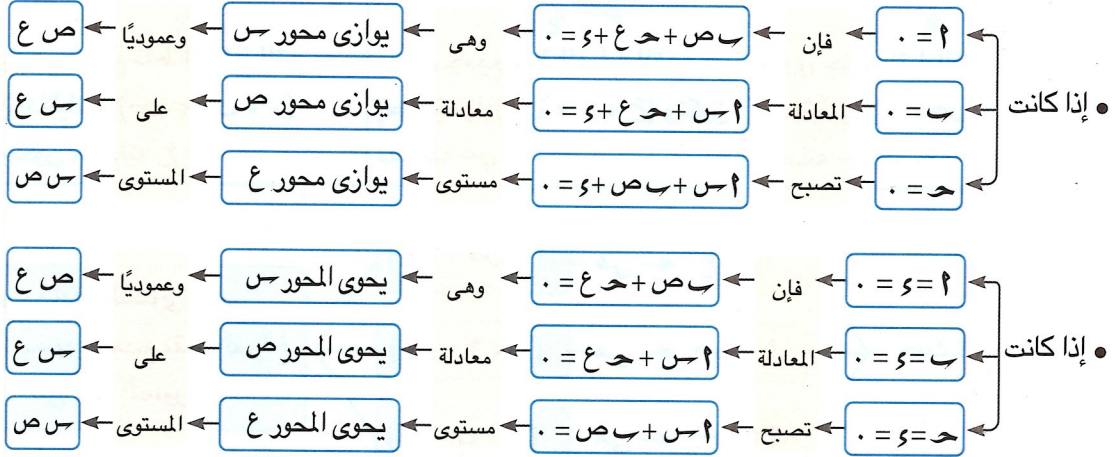 ا = ٠ فإن ب ص + حـ ع + ء = ٠ وهى يوازى محور س وعموديًا ص ع
• إذا كانت ب = ٠ المعادلة ا س + حـ ع + ء = ٠ معادلة يوازى محور ص على س ع
حـ = ٠ تصبح ا س + ب ص + ء = ٠ مستوى يوازى محور ع المستوى س ص
ا = ء = ٠ فإن ب ص + حـ ع = ٠ وهى يحوى المحور س وعموديًا ص ع
• إذا كانت ب = ء = ٠ المعادلة ا س + حـ ع = ٠ معادلة يحوى المحور ص على س ع
حـ = ء = ٠ تصبح ا س + ب ص = ٠ مستوى يحوى المحور ع المستوى س ص